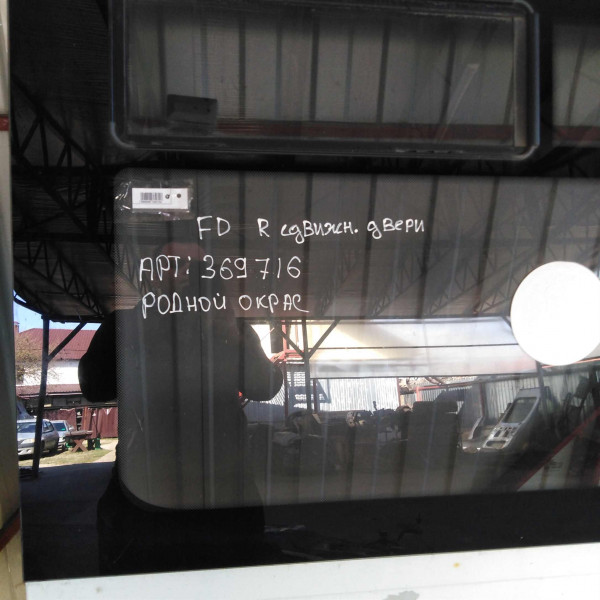 FD R сдвижн. двери
АРТ: 369716
РОДНОЙ ОКРАС